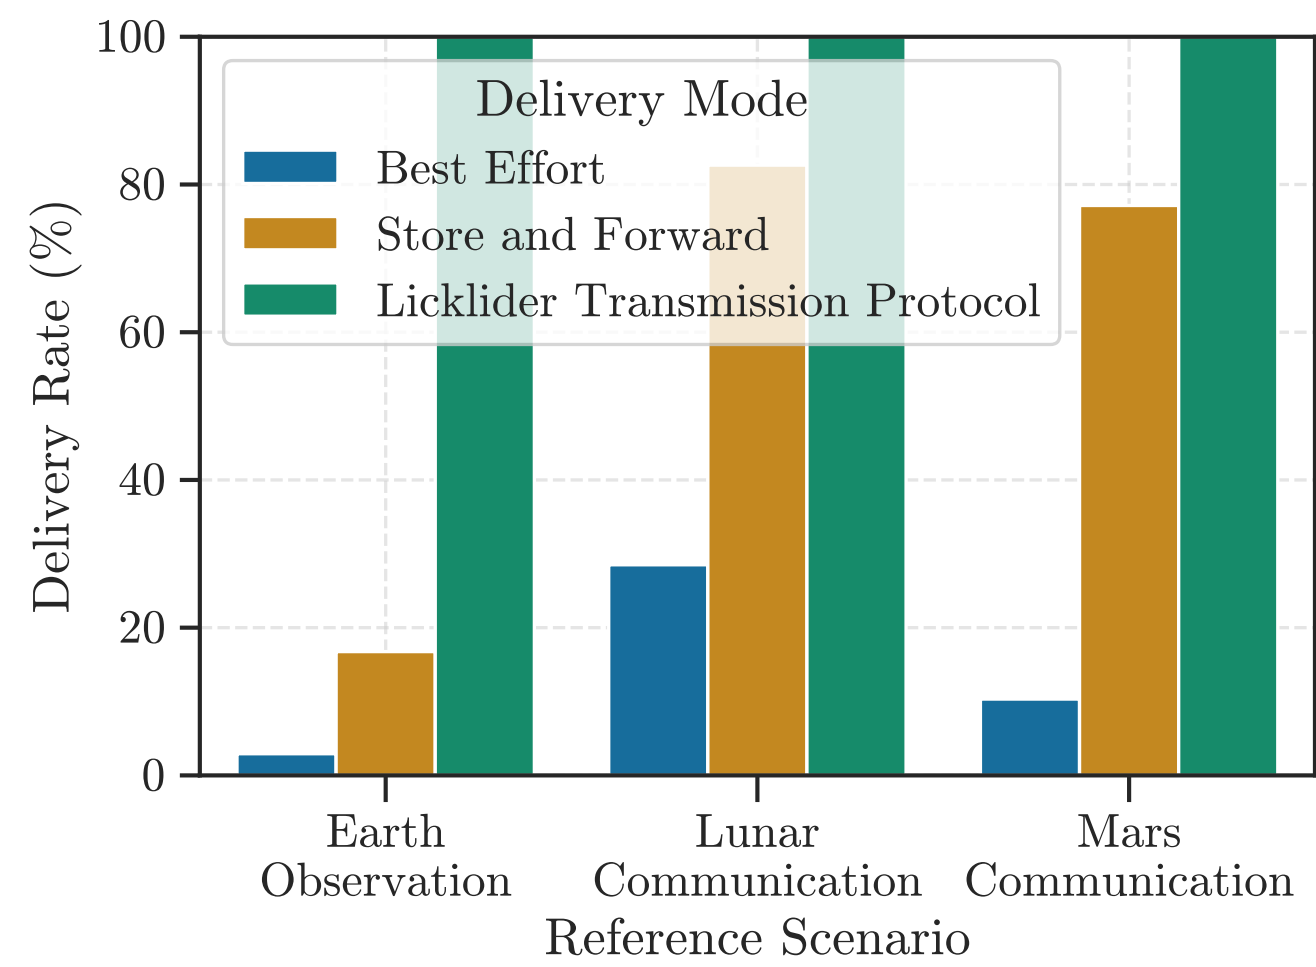 100
80
60
40
20
0
Delivery Rate (%)
Delivery Mode
Best Effort
Store and Forward
Licklider Transmission Protocol
Earth
Observation
Lunar
Communication
Mars
Communication
Reference Scenario